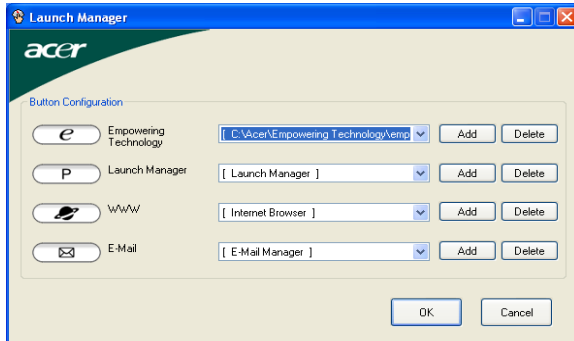 Launch Manager
acer
Button Configuration
e Empowering Technology [ C:\Acer\Empowering Technology\emp Add Delete
P Launch Manager [ Launch Manager ] Add Delete
WWW [ Internet Browser ] Add Delete
E-Mail [ E-Mail Manager ] Add Delete
OK Cancel